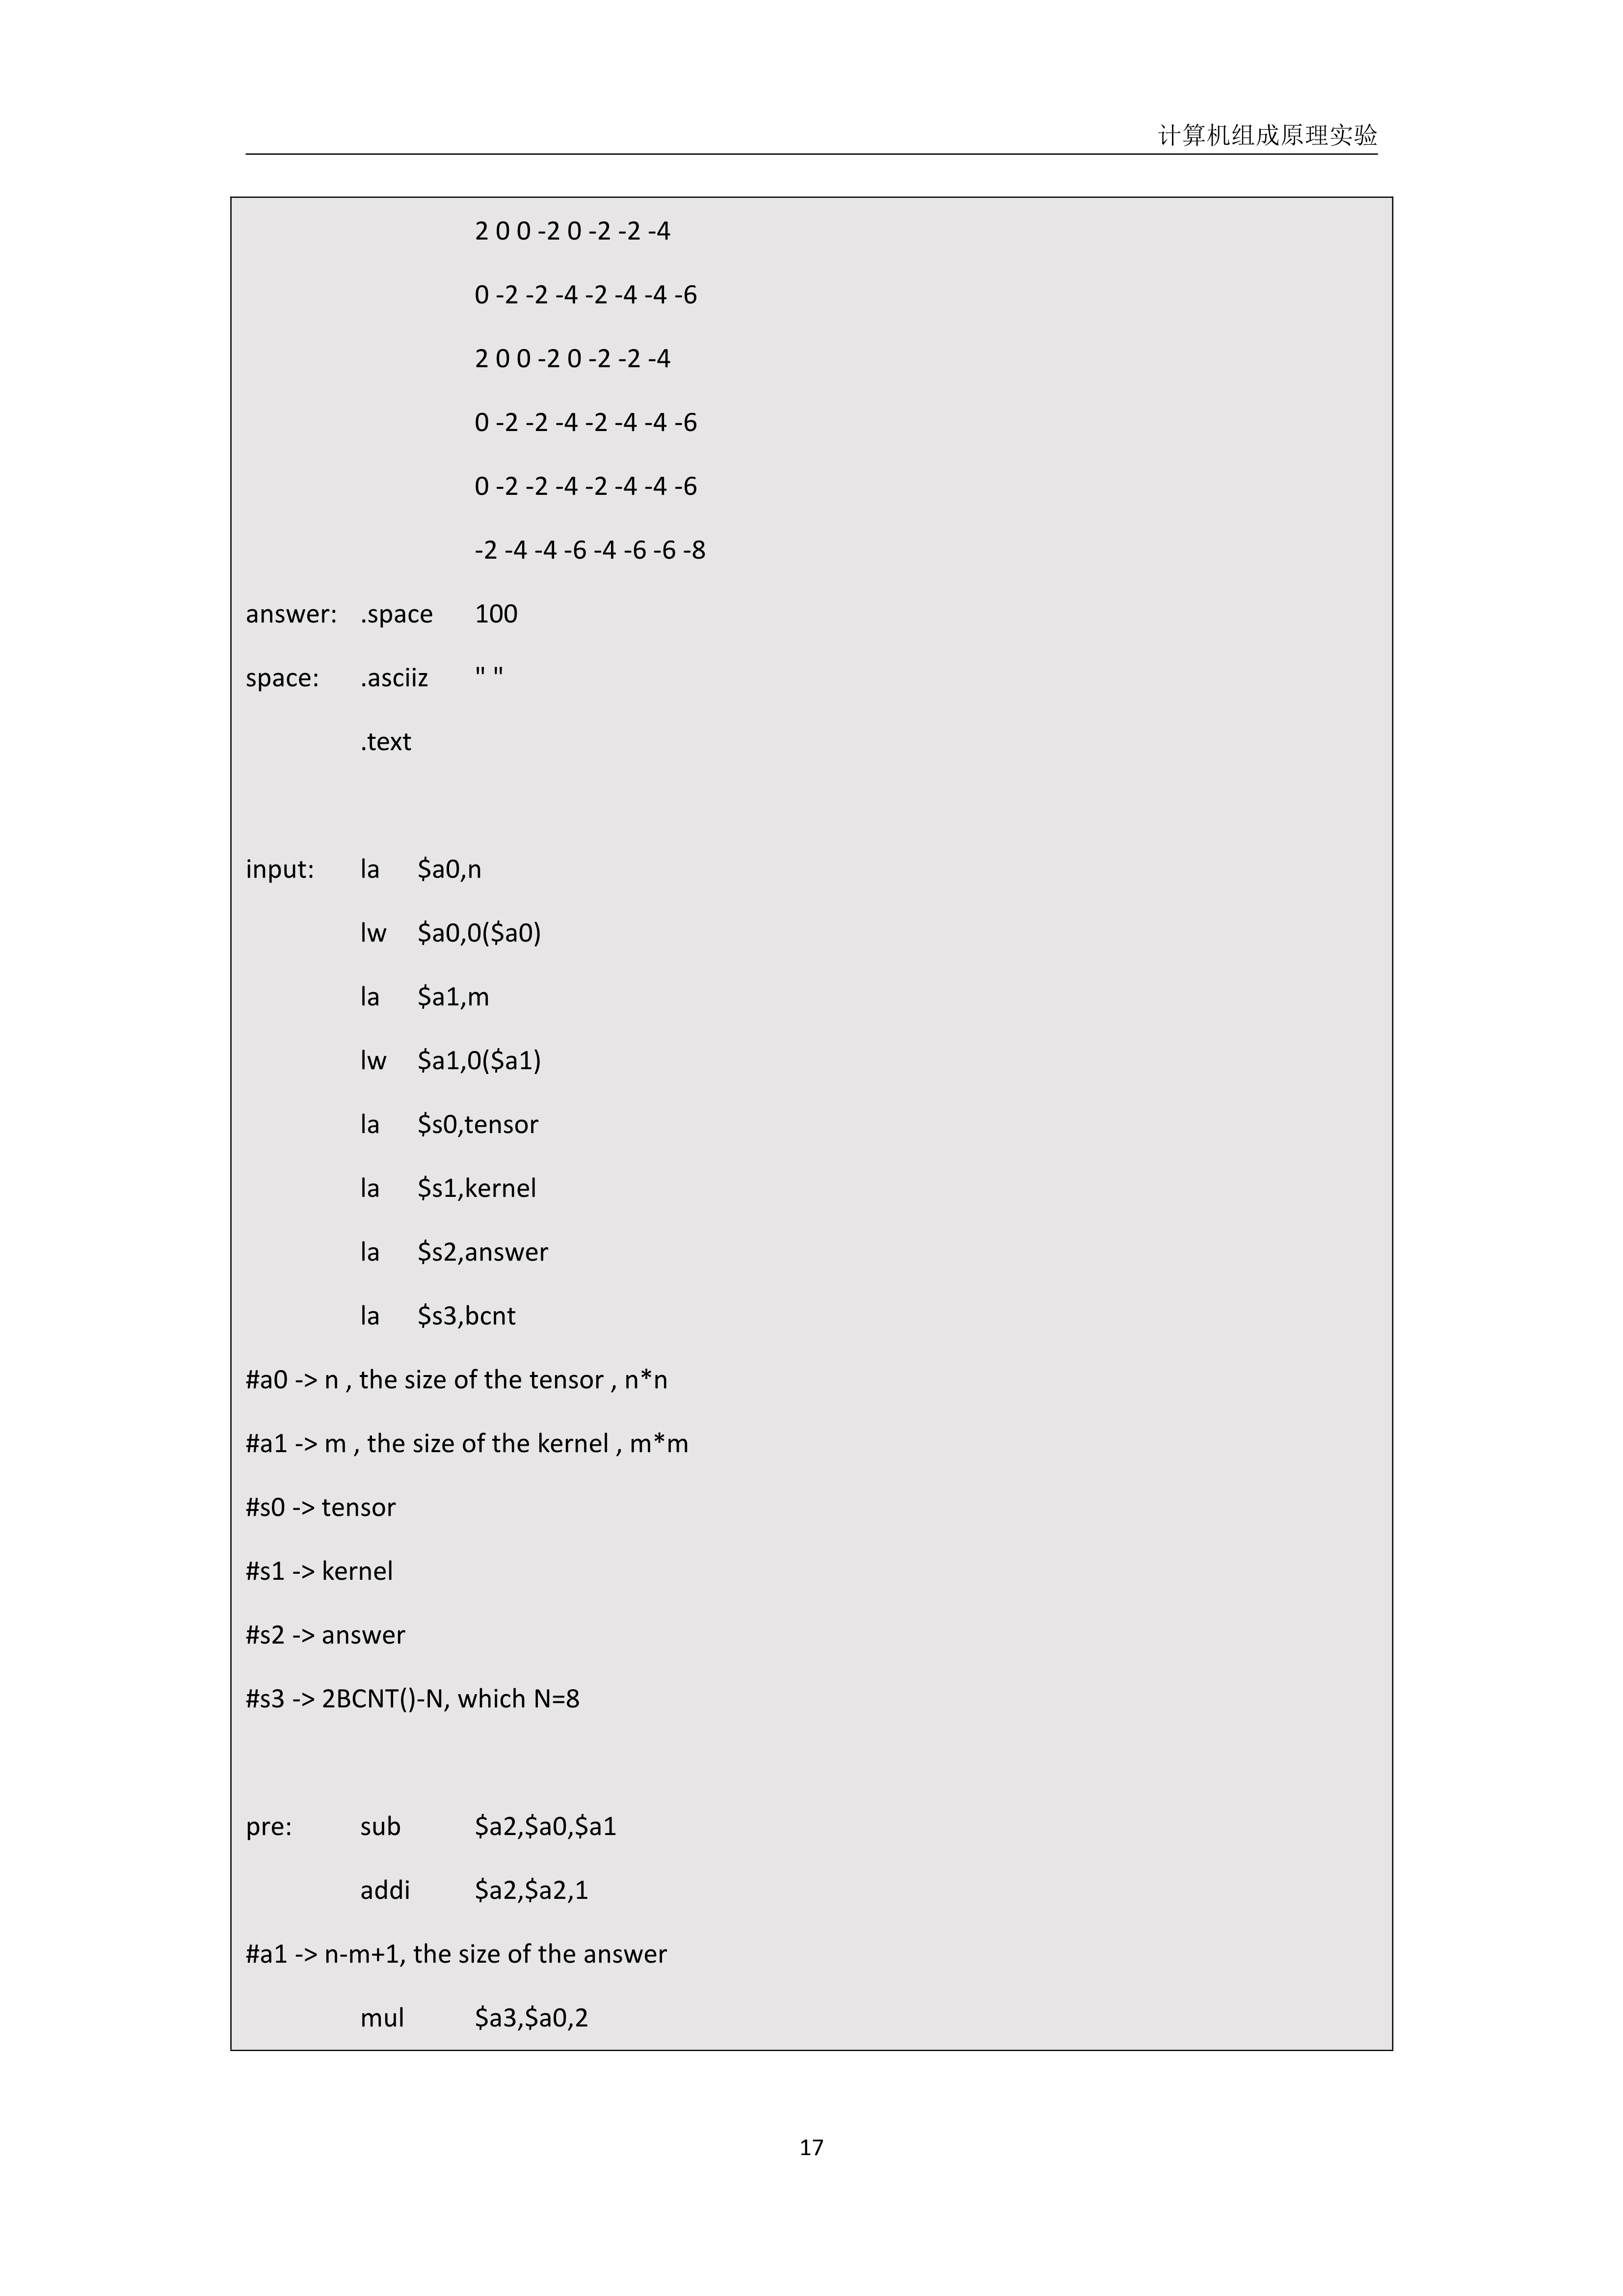 计算机组成原理实验
2 0 0 -2 0 -2 -2 -4
0 -2 -2 -4 -2 -4 -4 -6
2 0 0 -2 0 -2 -2 -4
0 -2 -2 -4 -2 -4 -4 -6
0 -2 -2 -4 -2 -4 -4 -6
-2 -4 -4 -6 -4 -6 -6 -8
answer: .space 100
space: .asciiz " "
.text
input: la $a0,n
lw $a0,0($a0)
la $a1,m
lw $a1,0($a1)
la $s0,tensor
la $s1,kernel
la $s2,answer
la $s3,bcnt
#a0 -> n , the size of the tensor , n*n
#a1 -> m , the size of the kernel , m*m
#s0 -> tensor
#s1 -> kernel
#s2 -> answer
#s3 -> 2BCNT()-N, which N=8
pre: sub $a2,$a0,$a1
addi $a2,$a2,1
#a1 -> n-m+1, the size of the answer
mul $a3,$a0,2
17